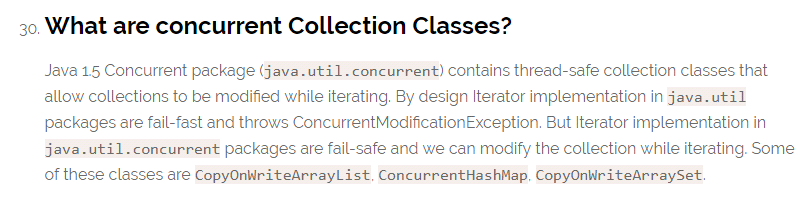 30. What are concurrent Collection Classes?
Java 1.5 Concurrent package (java.util.concurrent) contains thread-safe collection classes that
allow collections to be modified while iterating. By design Iterator implementation in java.util
packages are fail-fast and throws ConcurrentModificationException. But Iterator implementation in
java.util.concurrent packages are fail-safe and we can modify the collection while iterating. Some
of these classes are CopyOnWriteArrayList, ConcurrentHashMap, CopyOnWriteArraySet.